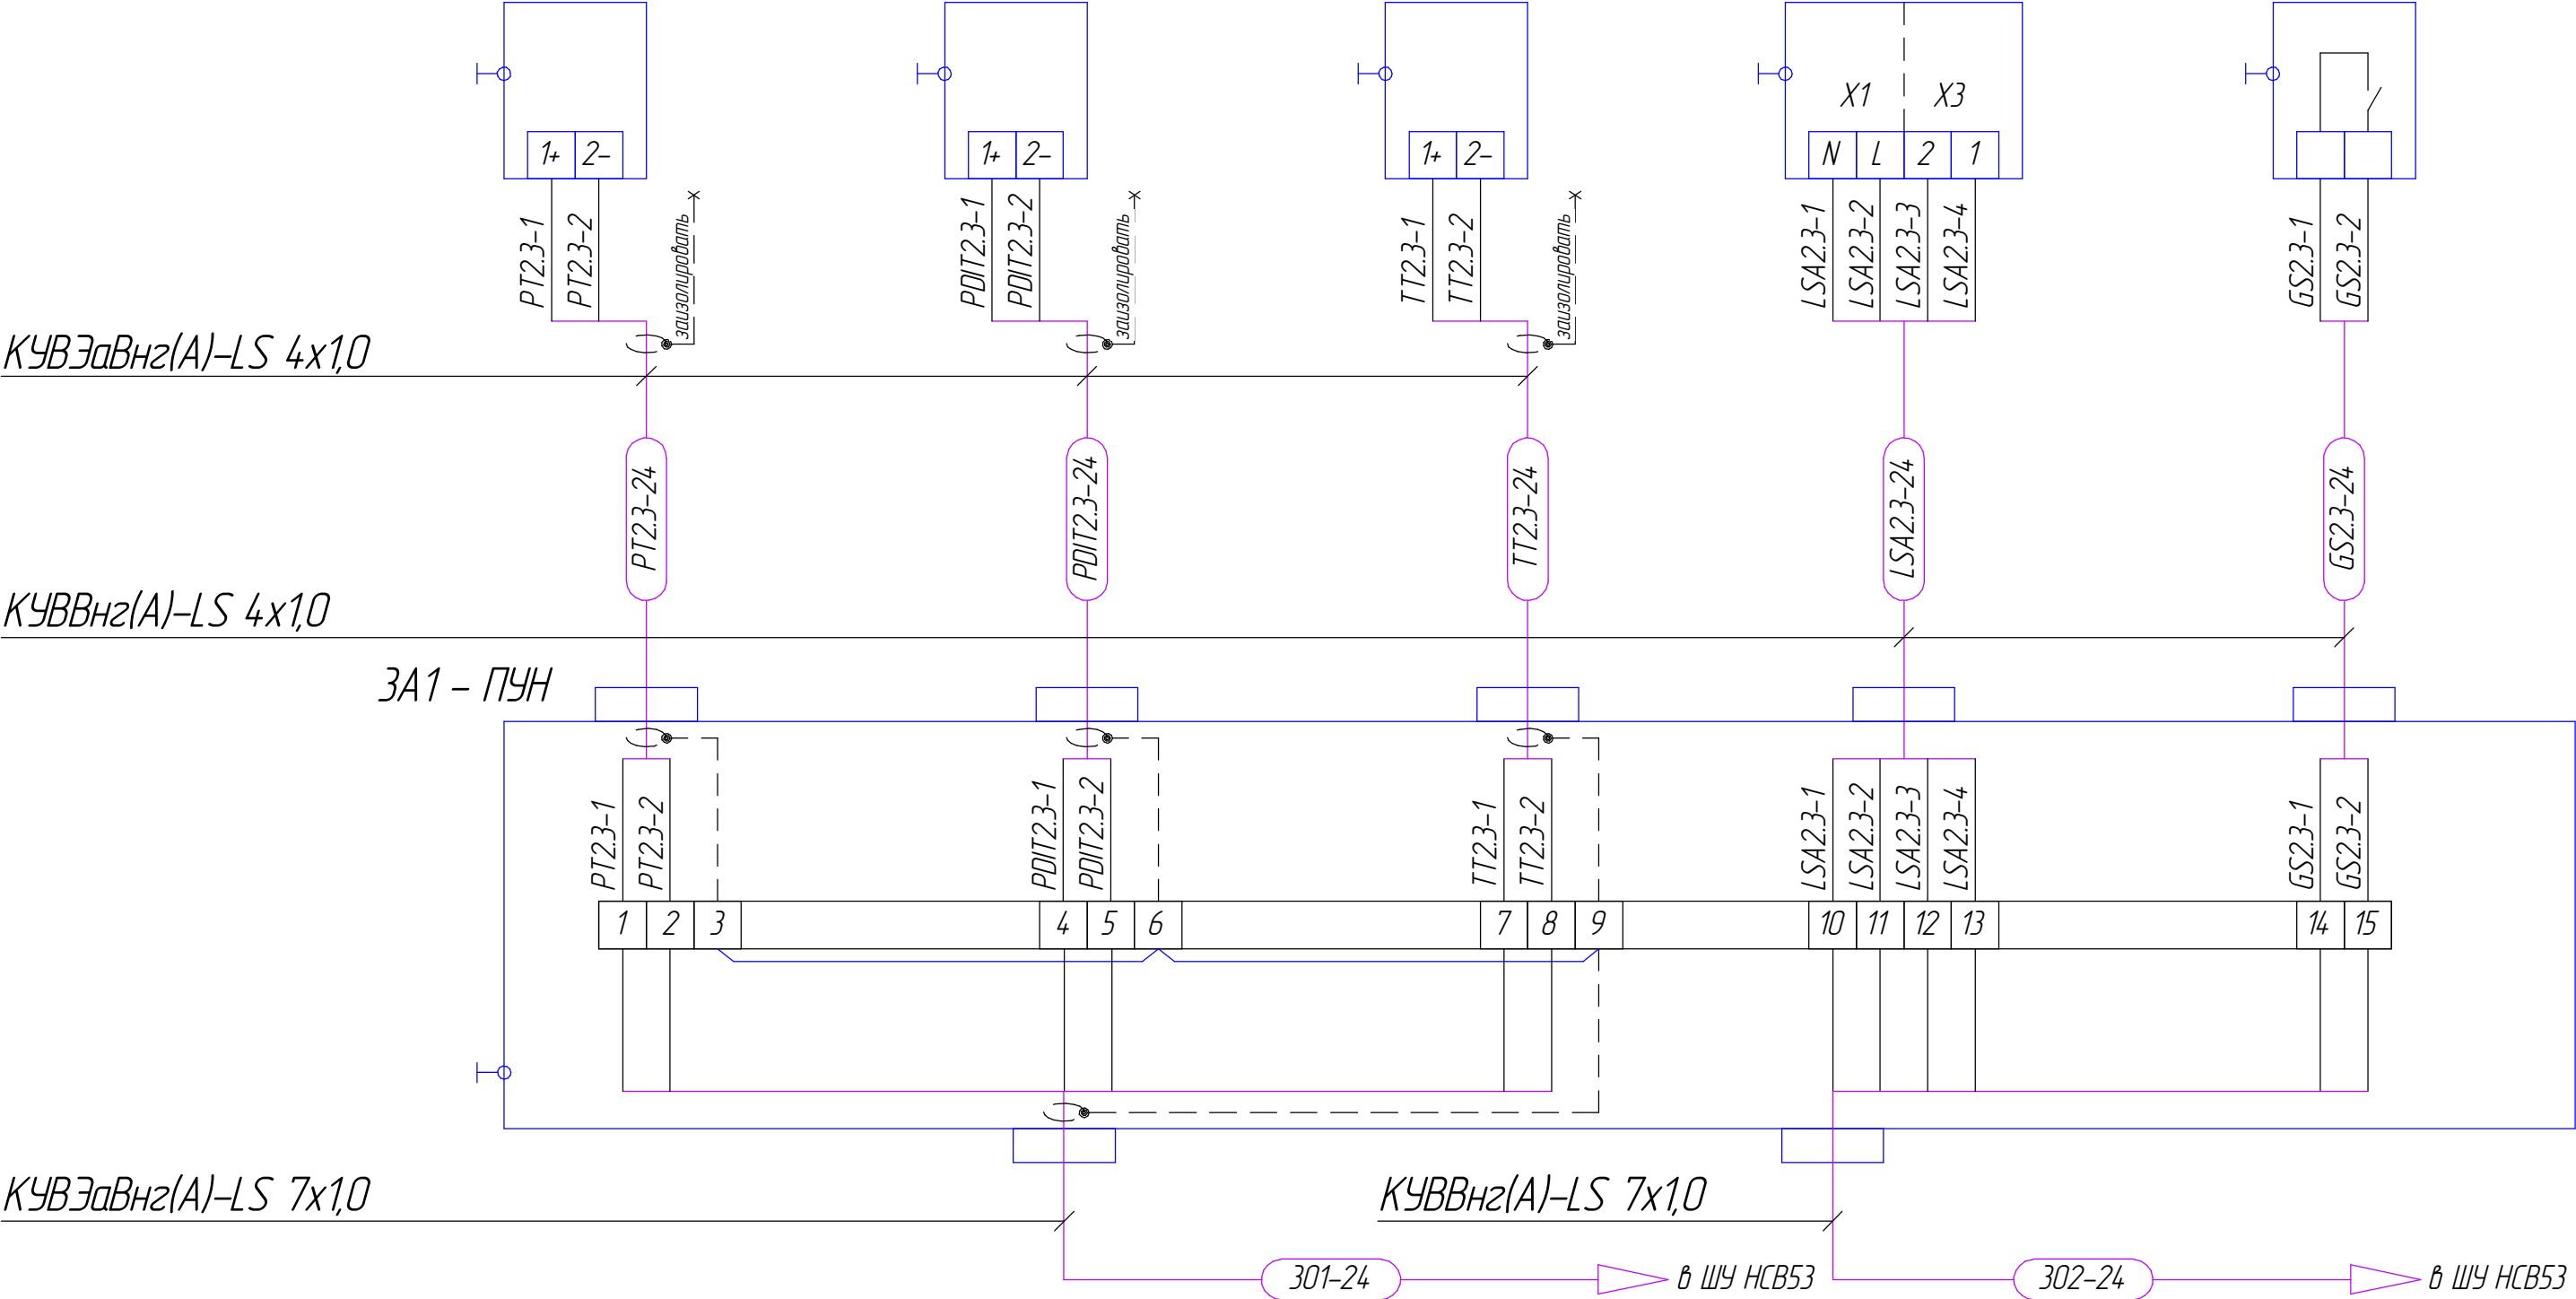 X1 X3
1+ 2- 1+ 2- 1+ 2- N L 2 1
PT2.3-1 PT2.3-2 заизолировать PDIT2.3-1 PDIT2.3-2 заизолировать TT2.3-1 TT2.3-2 заизолировать LSA2.3-1 LSA2.3-2 LSA2.3-3 LSA2.3-4 GS2.3-1 GS2.3-2
КУВЭаВнг(А)-LS 4х1,0
PT2.3-24 PDIT2.3-24 TT2.3-24 LSA2.3-24 GS2.3-24
КУВВнг(А)-LS 4х1,0
3А1 - ПУН
PT2.3-1 PT2.3-2 PDIT2.3-1 PDIT2.3-2 TT2.3-1 TT2.3-2 LSA2.3-1 LSA2.3-2 LSA2.3-3 LSA2.3-4 GS2.3-1 GS2.3-2
1 2 3 4 5 6 7 8 9 10 11 12 13 14 15
КУВЭаВнг(А)-LS 7х1,0 КУВВнг(А)-LS 7х1,0
301-24 в ШУ НСВ53 302-24 в ШУ НСВ53